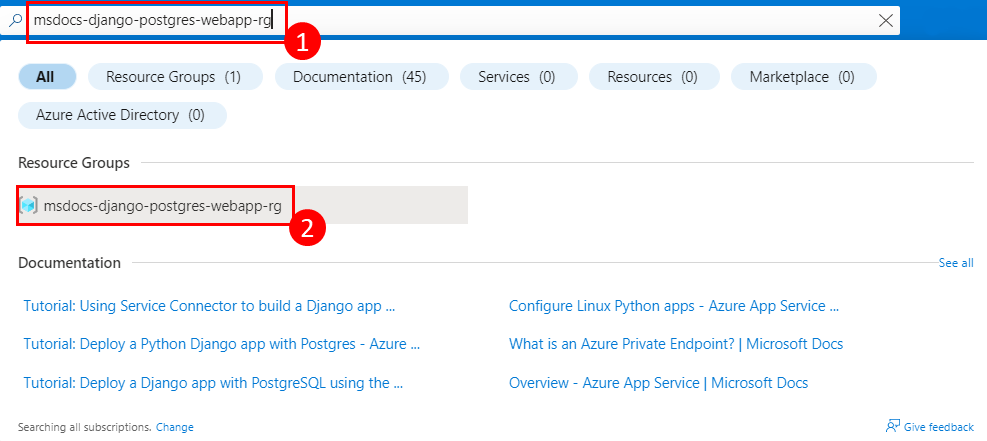 msdocs-django-postgres-webapp-rg
1
All Resource Groups (1) Documentation (45) Services (0) Resources (0) Marketplace (0)
Azure Active Directory (0)
Resource Groups
msdocs-django-postgres-webapp-rg
2
Documentation See all
Tutorial: Using Service Connector to build a Django app ... Configure Linux Python apps - Azure App Service ...
Tutorial: Deploy a Python Django app with Postgres - Azure ... What is an Azure Private Endpoint? | Microsoft Docs
Tutorial: Deploy a Django app with PostgreSQL using the ... Overview - Azure App Service | Microsoft Docs
Searching all subscriptions. Change Give feedback